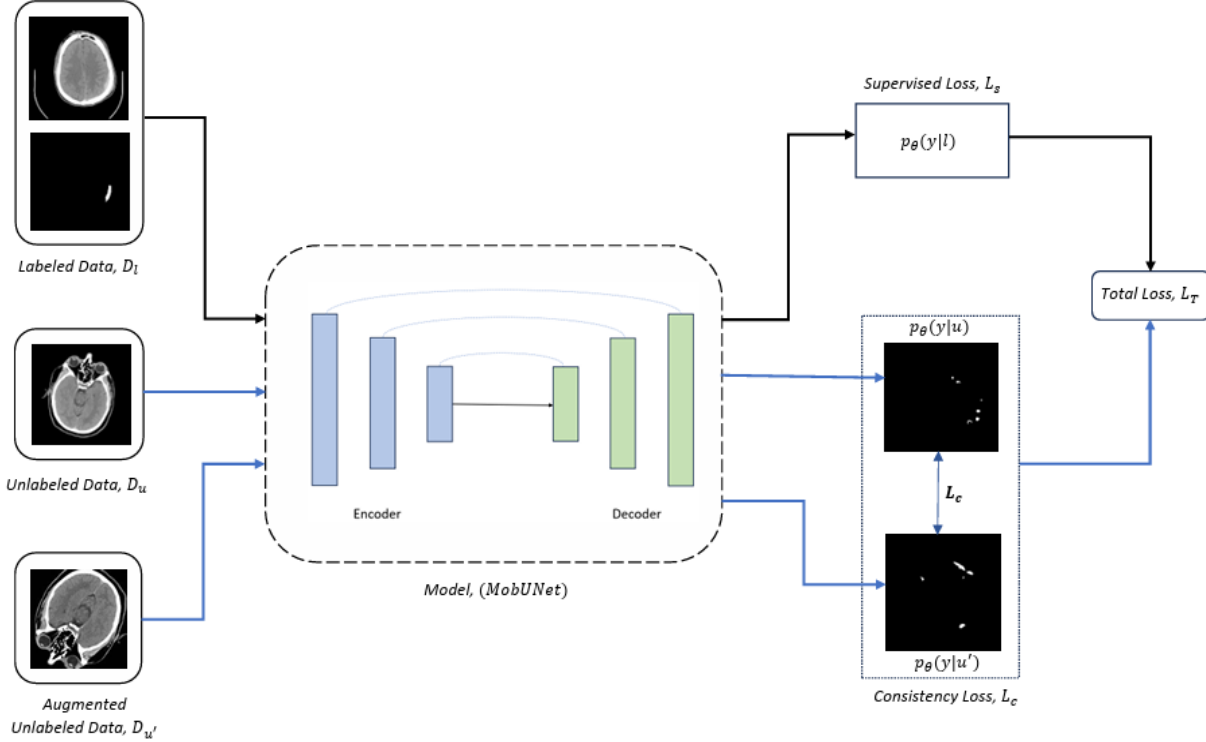 Supervised Loss, L_s
p_θ(y|l)
Labeled Data, D_l
Total Loss, L_T
p_θ(y|u)
Unlabeled Data, D_u
L_c
Encoder
Decoder
Model, (MobUNet)
p_θ(y|u')
Consistency Loss, L_c
Augmented
Unlabeled Data, D_u'